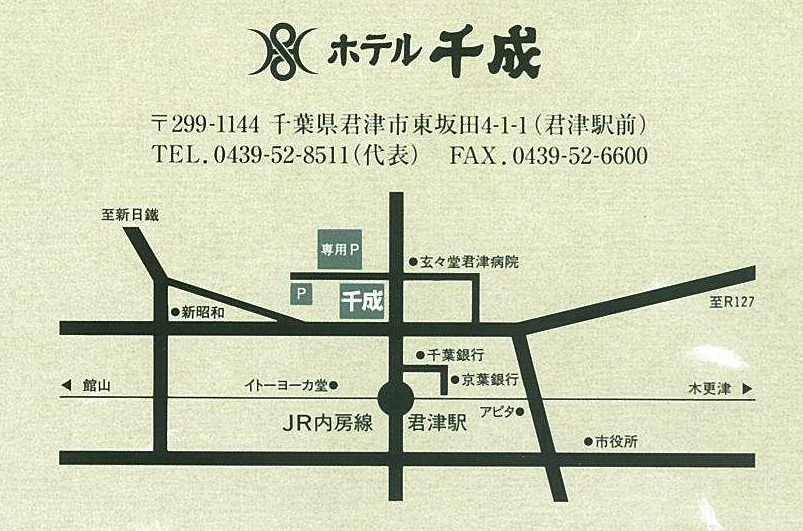 ホテル 千成
〒299-1144 千葉県君津市東坂田4-1-1（君津駅前）
TEL. 0439-52-8511（代表） FAX. 0439-52-6600
至新日鐵
専用P
●玄々堂君津病院
P
千成
至R127
●新昭和
●千葉銀行
◀ 館山
イトーヨーカ堂●
●京葉銀行
木更津 ▶
アピタ●
JR内房線 君津駅
●市役所